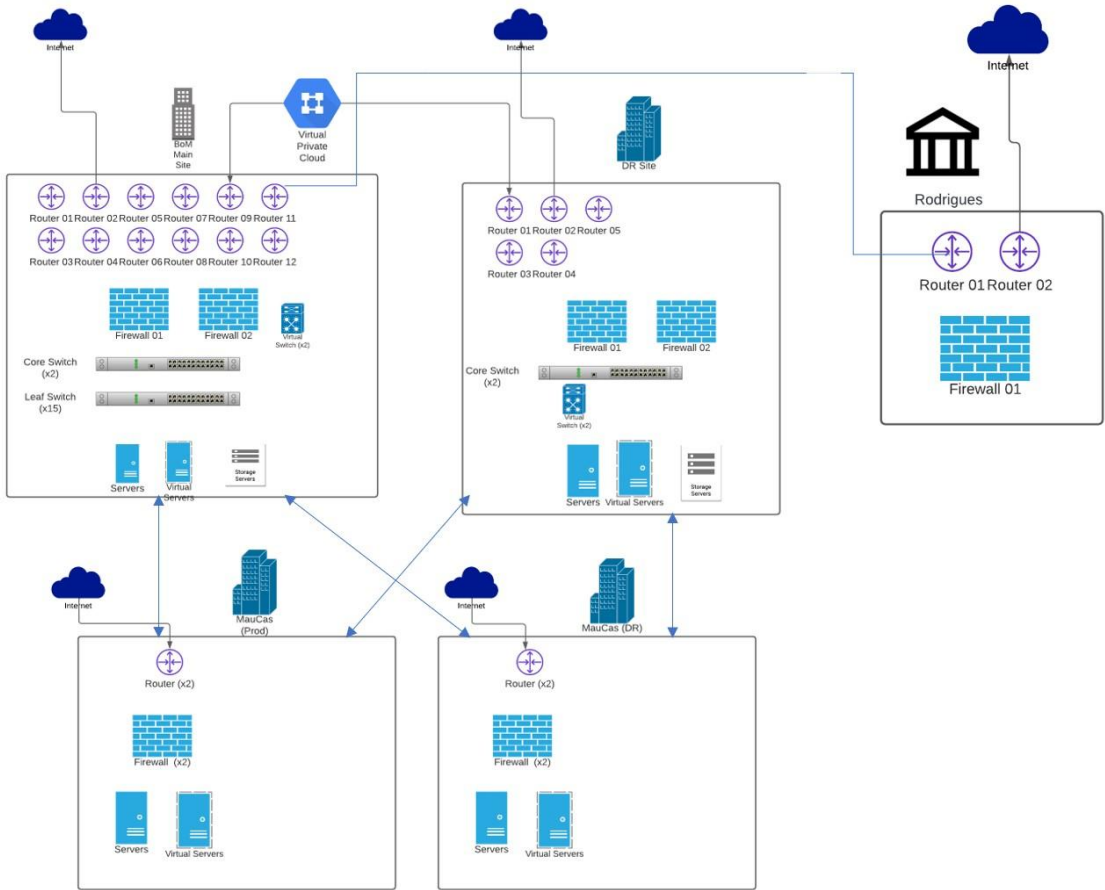 Internet
Internet
Internet
BoM
Main
Site
Virtual
Private
Cloud
DR Site
Rodrigues
Router 01 Router 02 Router 05 Router 07 Router 09 Router 11
Router 03 Router 04 Router 06 Router 08 Router 10 Router 12
Firewall 01
Firewall 02
Virtual
Switch (x2)
Core Switch
(x2)
Leaf Switch
(x15)
Servers
Virtual
Servers
Storage
Servers
Router 01 Router 02 Router 05
Router 03 Router 04
Firewall 01
Firewall 02
Core Switch
(x2)
Virtual
Switch (x2)
Servers
Virtual Servers
Storage
Servers
Router 01 Router 02
Firewall 01
Internet
MauCas
(Prod)
Router (x2)
Firewall (x2)
Servers
Virtual Servers
Internet
MauCas (DR)
Router (x2)
Firewall (x2)
Servers
Virtual Servers